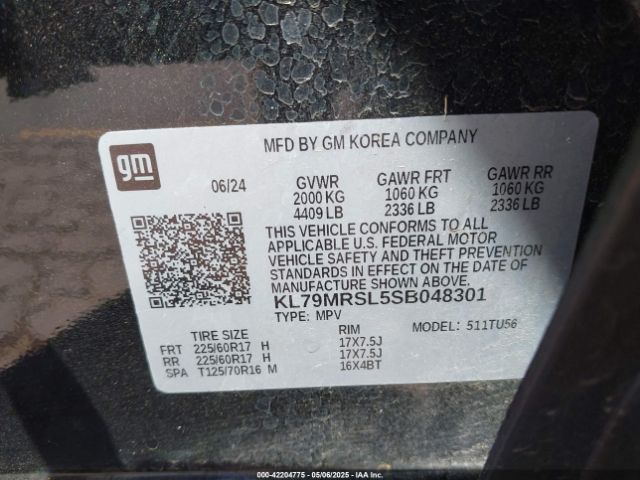 gm
MFD BY GM KOREA COMPANY
06/24 GVWR GAWR FRT GAWR RR
2000 KG 1060 KG 1060 KG
4409 LB 2336 LB 2336 LB
THIS VEHICLE CONFORMS TO ALL
APPLICABLE U.S. FEDERAL MOTOR
VEHICLE SAFETY AND THEFT PREVENTION
STANDARDS IN EFFECT ON THE DATE OF
MANUFACTURE SHOWN ABOVE.
KL79MRSL5SB048301
TYPE: MPV MODEL: 511TU56
TIRE SIZE RIM
FRT 225/60R17 H 17X7.5J
RR 225/60R17 H 17X7.5J
SPA T125/70R16 M 16X4BT
000-42204775 — 05/06/2025 — IAA Inc.